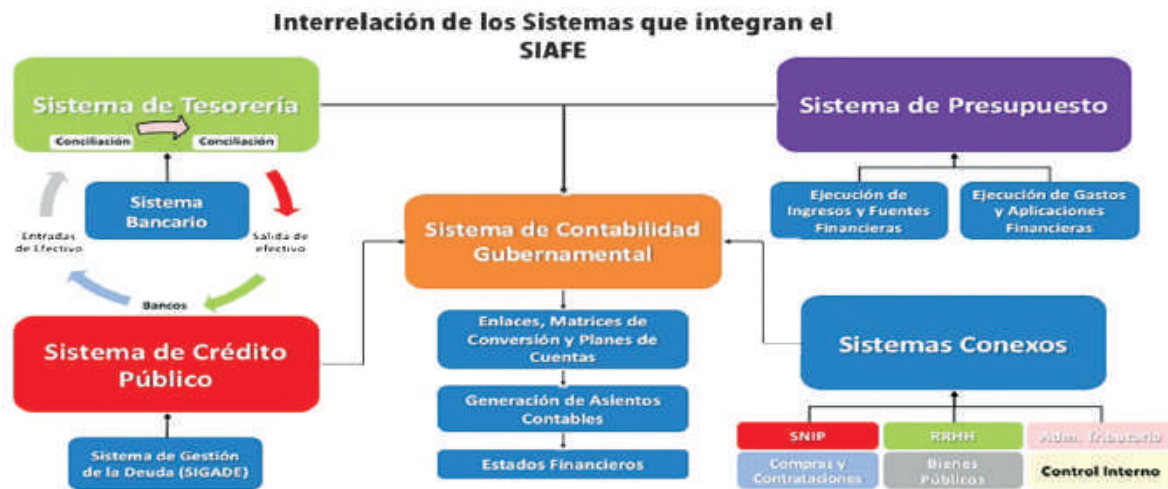 Interrelación de los Sistemas que integran el
SIAFE
Sistema de Tesorería
Conciliación
Conciliación
Sistema
Bancario
Entradas
de Efectivo
Salida de
efectivo
Bancos
Sistema de Crédito
Público
Sistema de Gestión
de la Deuda (SIGADE)
Sistema de Contabilidad
Gubernamental
Enlaces, Matrices de
Conversión y Planes de
Cuentas
Generación de Asientos
Contables
Estados Financieros
Sistema de Presupuesto
Ejecución de
Ingresos y Fuentes
Financieras
Ejecución de Gastos
y Aplicaciones
Financieras
Sistemas Conexos
SNIP
RRHH
Adm. Tributaria
Compras y
Contrataciones
Bienes
Públicos
Control Interno